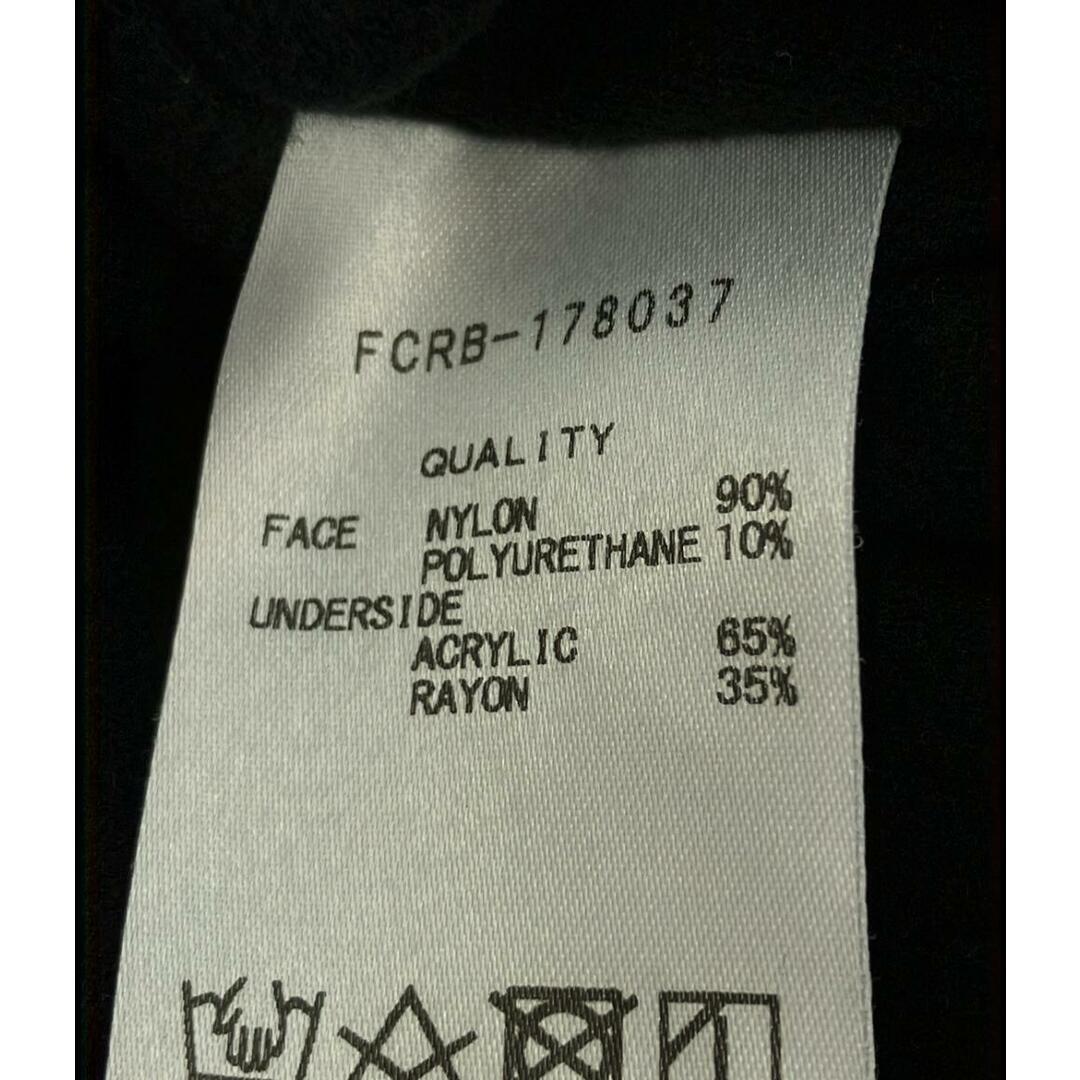 FCRB-178037
QUALITY
FACE NYLON 90%
POLYURETHANE 10%
UNDERSIDE
ACRYLIC 65%
RAYON 35%